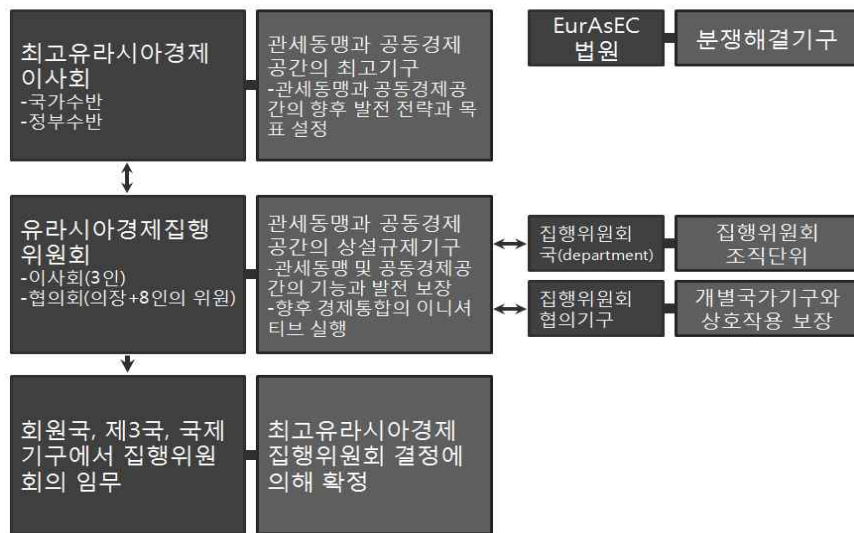 최고유라시아경제
이사회
-국가수반
-정부수반
관세동맹과 공동경제
공간의 최고기구
-관세동맹과 공동경제공
간의 향후 발전 전략과 목
표 설정
EurAsEC
법원
분쟁해결기구
유라시아경제집행
위원회
-이사회(3인)
-협의회(의장+8인의 위원)
관세동맹과 공동경제
공간의 상설규제기구
-관세동맹 및 공동경제공
간의 기능과 발전 보장
-향후 경제통합의 이니셔
티브 실행
집행위원회
국(department)
집행위원회
조직단위
집행위원회
협의기구
개별국가기구와
상호작용 보장
회원국, 제3국, 국제
기구에서 집행위원
회의 임무
최고유라시아경제
집행위원회 결정에
의해 확정